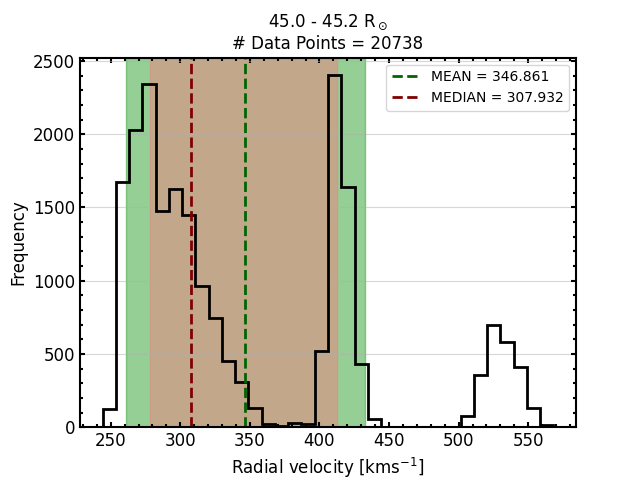 45.0 - 45.2 R⊙
# Data Points = 20738
MEAN = 346.861
MEDIAN = 307.932
Frequency
2500
2000
1500
1000
500
0
250 300 350 400 450 500 550
Radial velocity [kms⁻¹]